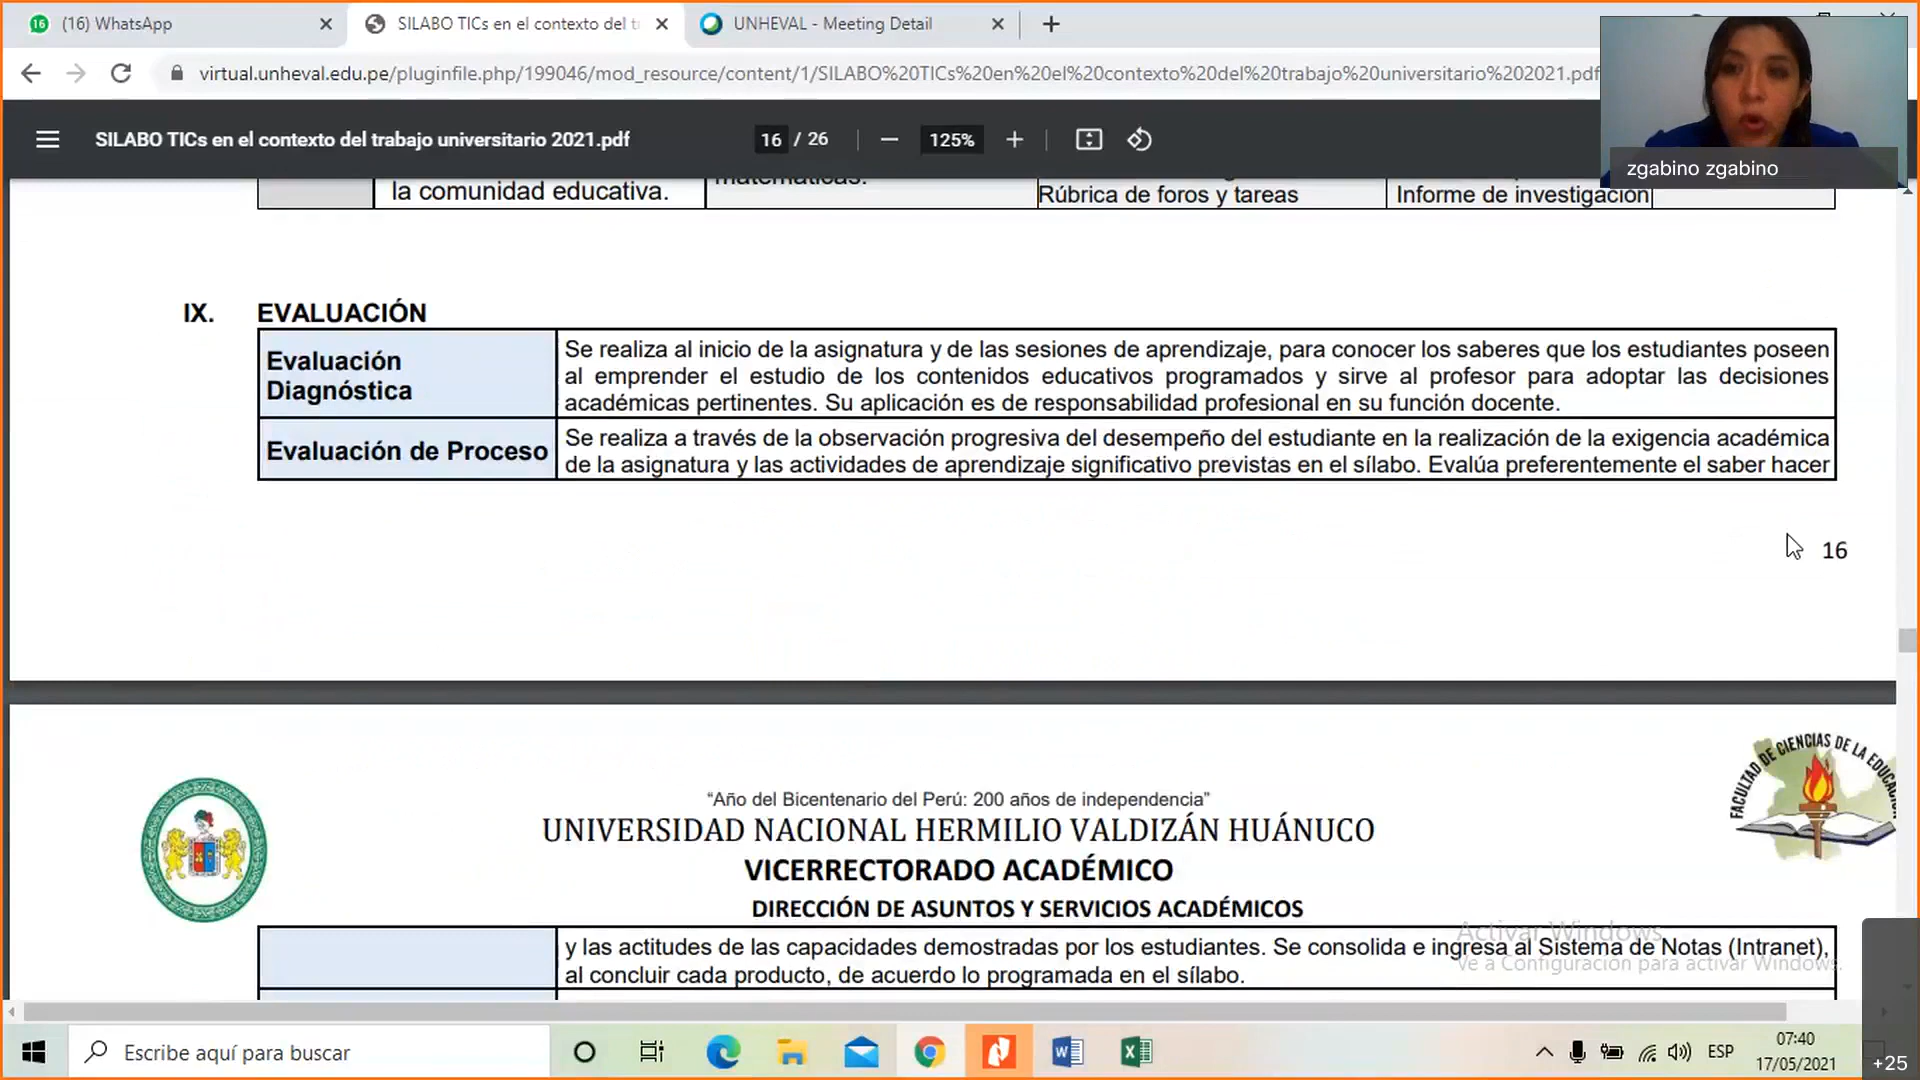 (16) WhatsApp
SILABO TICs en el contexto del t
UNHEVAL - Meeting Detail
virtual.unheval.edu.pe/pluginfile.php/199046/mod_resource/content/1/SILABO%20TICs%20en%20el%20contexto%20del%20trabajo%20universitario%202021.pdf
zgabino zgabino
SILABO TICs en el contexto del trabajo universitario 2021.pdf
16 / 26
125%
la comunidad educativa.
matemáticas.
Rúbrica de foros y tareas
Informe de investigación
IX. EVALUACIÓN
Evaluación
Diagnóstica
Se realiza al inicio de la asignatura y de las sesiones de aprendizaje, para conocer los saberes que los estudiantes poseen
al emprender el estudio de los contenidos educativos programados y sirve al profesor para adoptar las decisiones
académicas pertinentes. Su aplicación es de responsabilidad profesional en su función docente.
Evaluación de Proceso
Se realiza a través de la observación progresiva del desempeño del estudiante en la realización de la exigencia académica
de la asignatura y las actividades de aprendizaje significativo previstas en el sílabo. Evalúa preferentemente el saber hacer
16
FACULTAD DE CIENCIAS DE LA EDUCA
“Año del Bicentenario del Perú: 200 años de independencia”
UNIVERSIDAD NACIONAL HERMILIO VALDIZÁN HUÁNUCO
VICERRECTORADO ACADÉMICO
DIRECCIÓN DE ASUNTOS Y SERVICIOS ACADÉMICOS
y las actitudes de las capacidades demostradas por los estudiantes. Se consolida e ingresa al Sistema de Notas (Intranet),
al concluir cada producto, de acuerdo lo programada en el sílabo.
Activar Windows
Ve a Configuración para activar Windows.
Escribe aquí para buscar
ESP
07:40
17/05/2021
+25